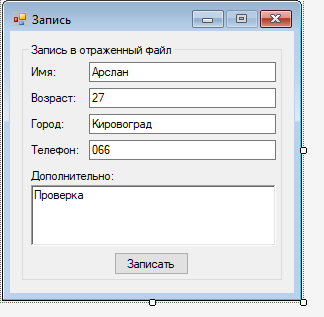 Запись
Запись в отраженный файл
Имя: Арслан
Возраст: 27
Город: Кировоград
Телефон: 066
Дополнительно:
Проверка
Записать